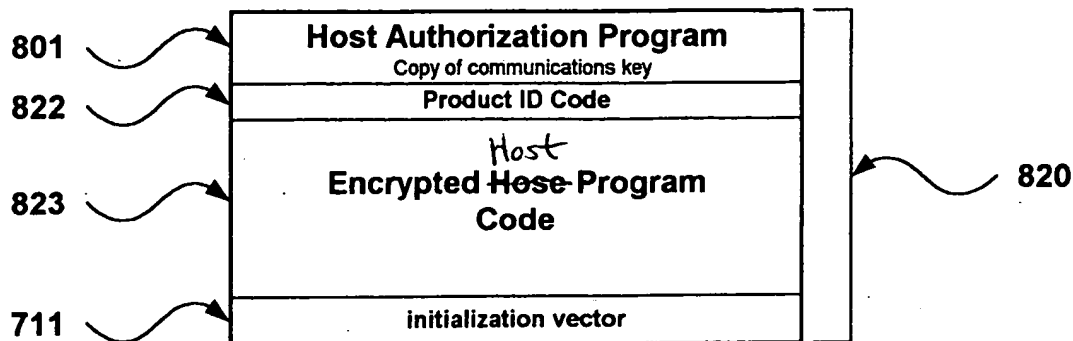 801
Host Authorization Program
Copy of communications key
822
Product ID Code
Host
823
Encrypted Hose Program
Code
820
711
initialization vector